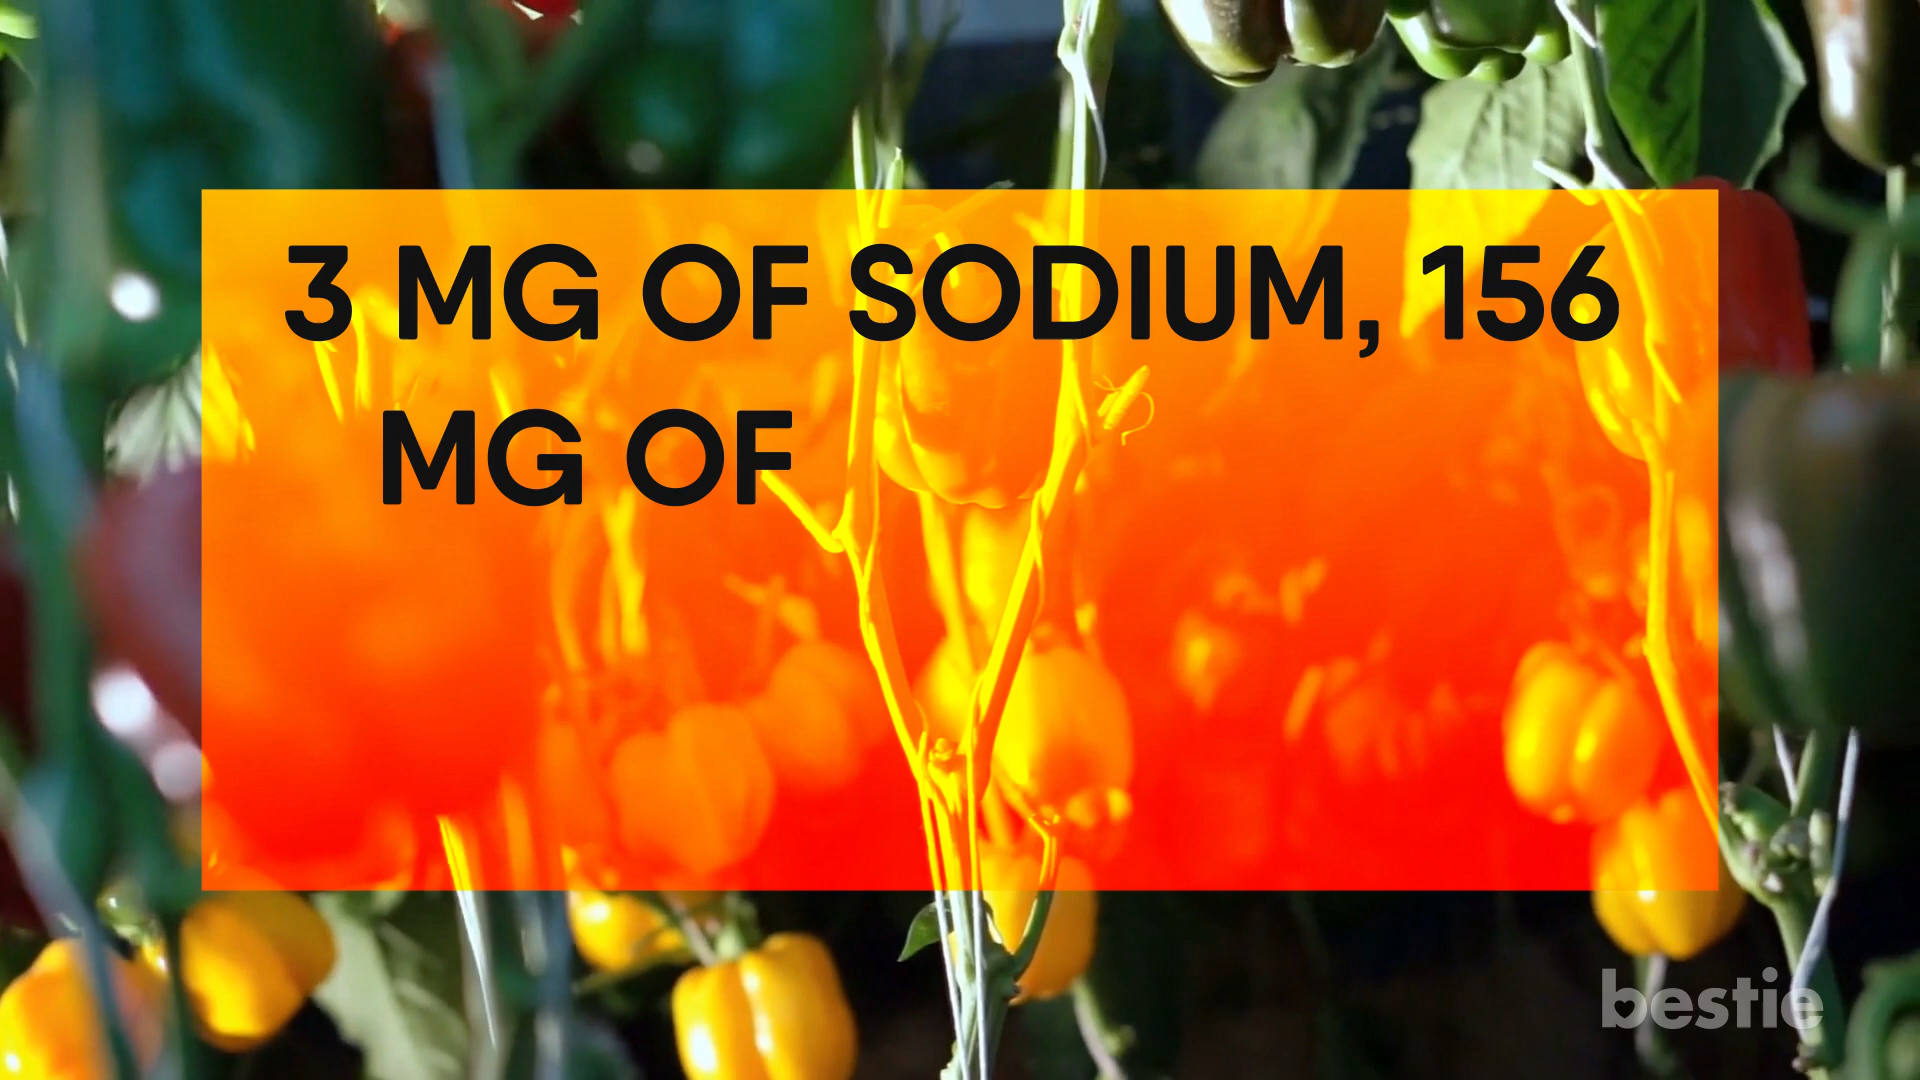 3 MG OF SODIUM, 156
MG OF
bestie